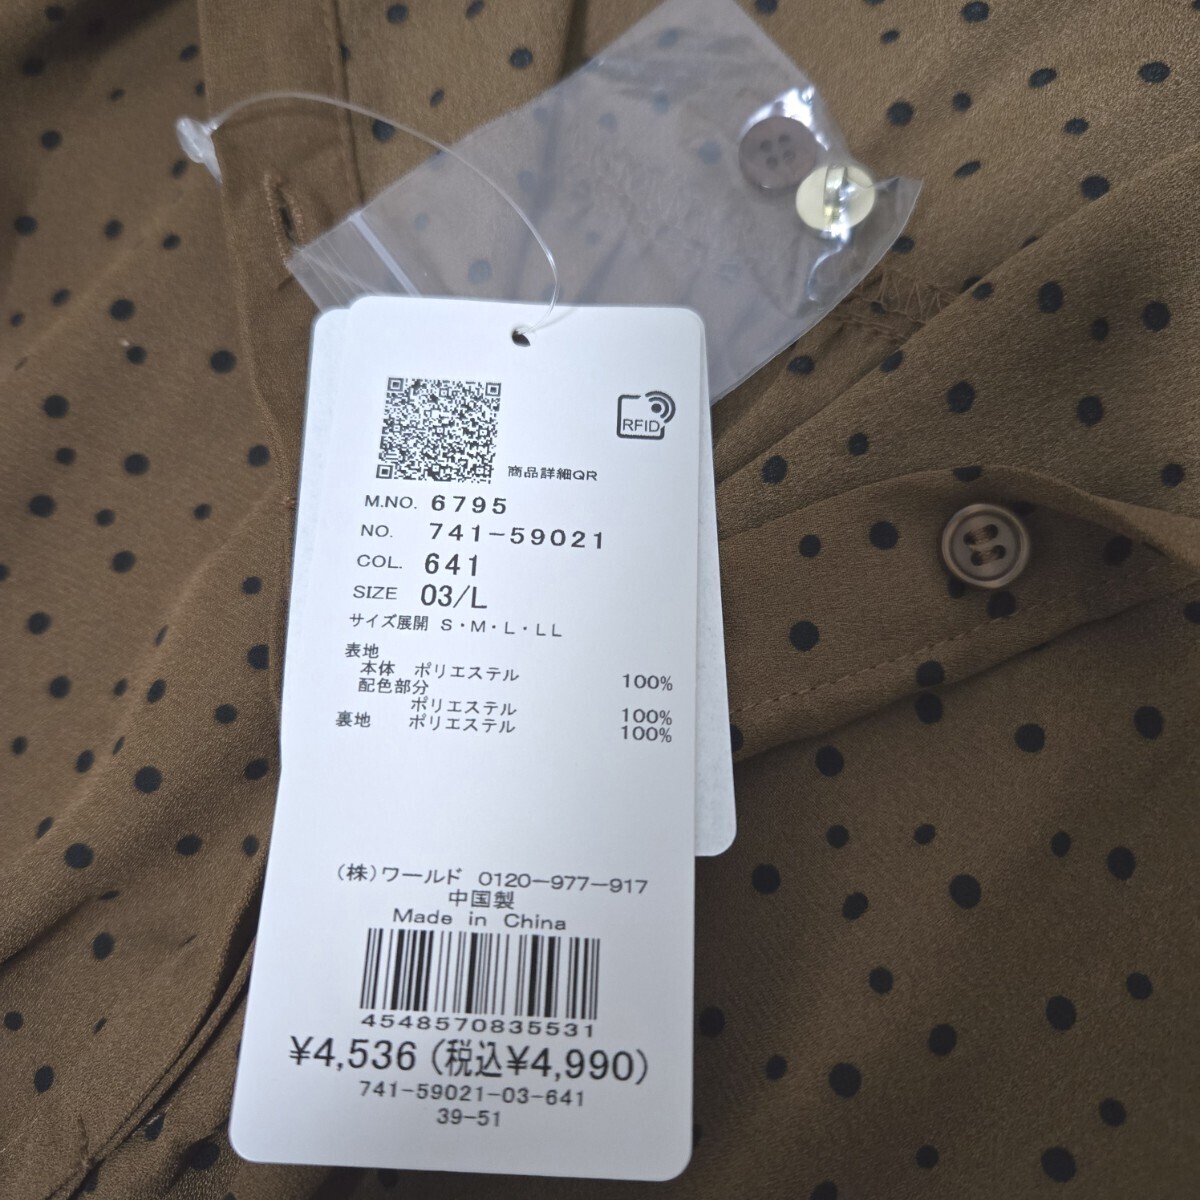 RFID
商品詳細QR
M.NO. 6795
NO. 741-59021
COL. 641
SIZE 03/L
サイズ展開 S・M・L・LL
表地
本体 ポリエステル 100%
配色部分
ポリエステル 100%
裏地 ポリエステル 100%
(株)ワールド 0120-977-917
中国製
Made in China
4548570835531
¥4,536(税込¥4,990)
741-59021-03-641
39-51